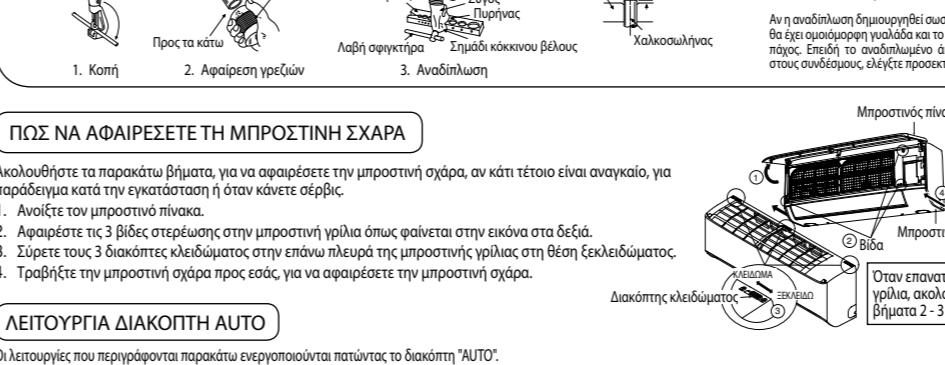 Πυρήνας
Προς τα κάτω
Λαβή σφιγκτήρα
Σημάδι κόκκινου βέλους
Χαλκοσωλήνας
1. Κοπή
2. Αφαίρεση γρεζιών
3. Αναδίπλωση
Αν η αναδίπλωση δημιουργηθεί
θα έχει ομοιόμορφη γυαλάδα και το
πάχος. Επειδή το αναδιπλωμένο
στους συνδέσμους, ελέγξτε
ΠΩΣ ΝΑ ΑΦΑΙΡΕΣΕΤΕ ΤΗ ΜΠΡΟΣΤΙΝΗ ΣΧΑΡΑ
Ακολουθήστε τα παρακάτω βήματα, για να αφαιρέσετε την μπροστινή σχάρα, αν κάτι τέτοιο είναι αναγκαίο, για
παράδειγμα κατά την εγκατάσταση ή όταν κάνετε σέρβις.
1. Ανοίξτε τον μπροστινό πίνακα.
2. Αφαιρέστε τις 3 βίδες στερέωσης στην μπροστινή γρίλια όπως φαίνεται στην εικόνα στα δεξιά.
3. Σύρετε τους 3 διακόπτες κλειδώματος στην επάνω πλευρά της μπροστινής γρίλιας στη θέση ξεκλειδώματος.
4. Τραβήξτε την μπροστινή σχάρα προς εσάς, για να αφαιρέσετε την μπροστινή σχάρα.
Μπροστινός
1
4
2 Βίδα
ΚΛΕΙΔΩΜΑ
ΞΕΚΛΕΙΔΩ
Διακόπτης κλειδώματος
3
Όταν
γρίλια,
βήματα 2 - 3
ΛΕΙΤΟΥΡΓΙΑ ΔΙΑΚΟΠΤΗ AUTO
Οι λειτουργίες που περιγράφονται παρακάτω ενεργοποιούνται πατώντας το διακόπτη "AUTO".